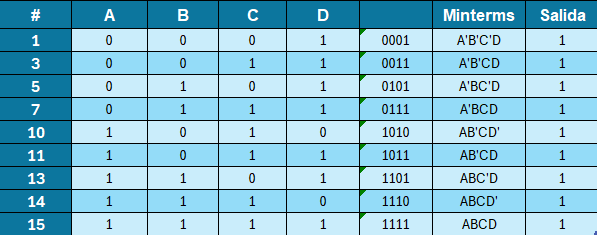 # A B C D Minterms Salida
1 0 0 0 1 0001 A'B'C'D 1
3 0 0 1 1 0011 A'B'CD 1
5 0 1 0 1 0101 A'BC'D 1
7 0 1 1 1 0111 A'BCD 1
10 1 0 1 0 1010 AB'CD' 1
11 1 0 1 1 1011 AB'CD 1
13 1 1 0 1 1101 ABC'D 1
14 1 1 1 0 1110 ABCD' 1
15 1 1 1 1 1111 ABCD 1